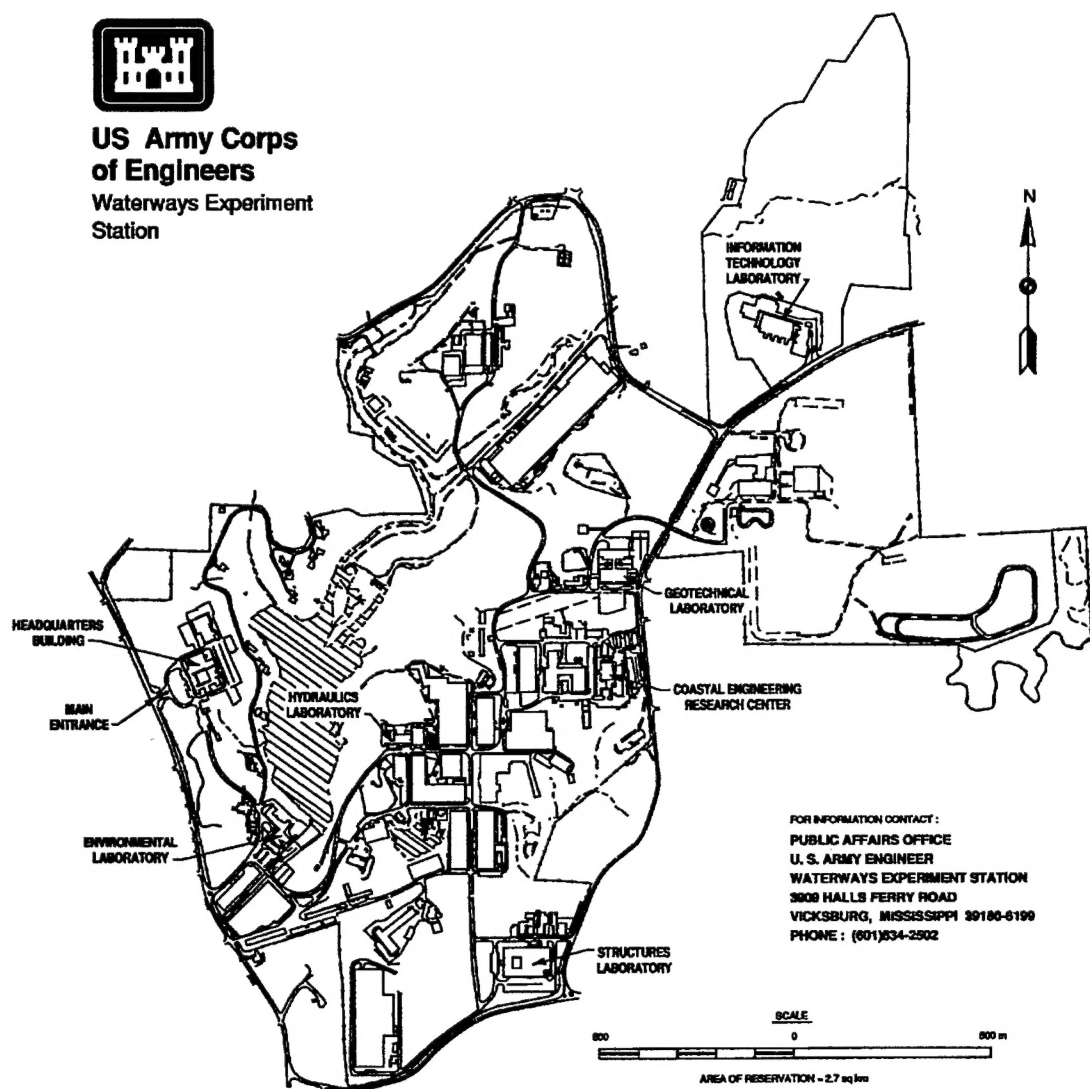 US Army Corps
of Engineers
Waterways Experiment
Station
N
INFORMATION
TECHNOLOGY
LABORATORY
GEOTECHNICAL
LABORATORY
HEADQUARTERS
BUILDING
MAIN
ENTRANCE
HYDRAULICS
LABORATORY
COASTAL ENGINEERING
RESEARCH CENTER
ENVIRONMENTAL
LABORATORY
STRUCTURES
LABORATORY
FOR INFORMATION CONTACT :
PUBLIC AFFAIRS OFFICE
U. S. ARMY ENGINEER
WATERWAYS EXPERIMENT STATION
3909 HALLS FERRY ROAD
VICKSBURG, MISSISSIPPI 39180-6199
PHONE : (601)634-2502
SCALE
0
AREA OF RESERVATION - 2.7 sq km